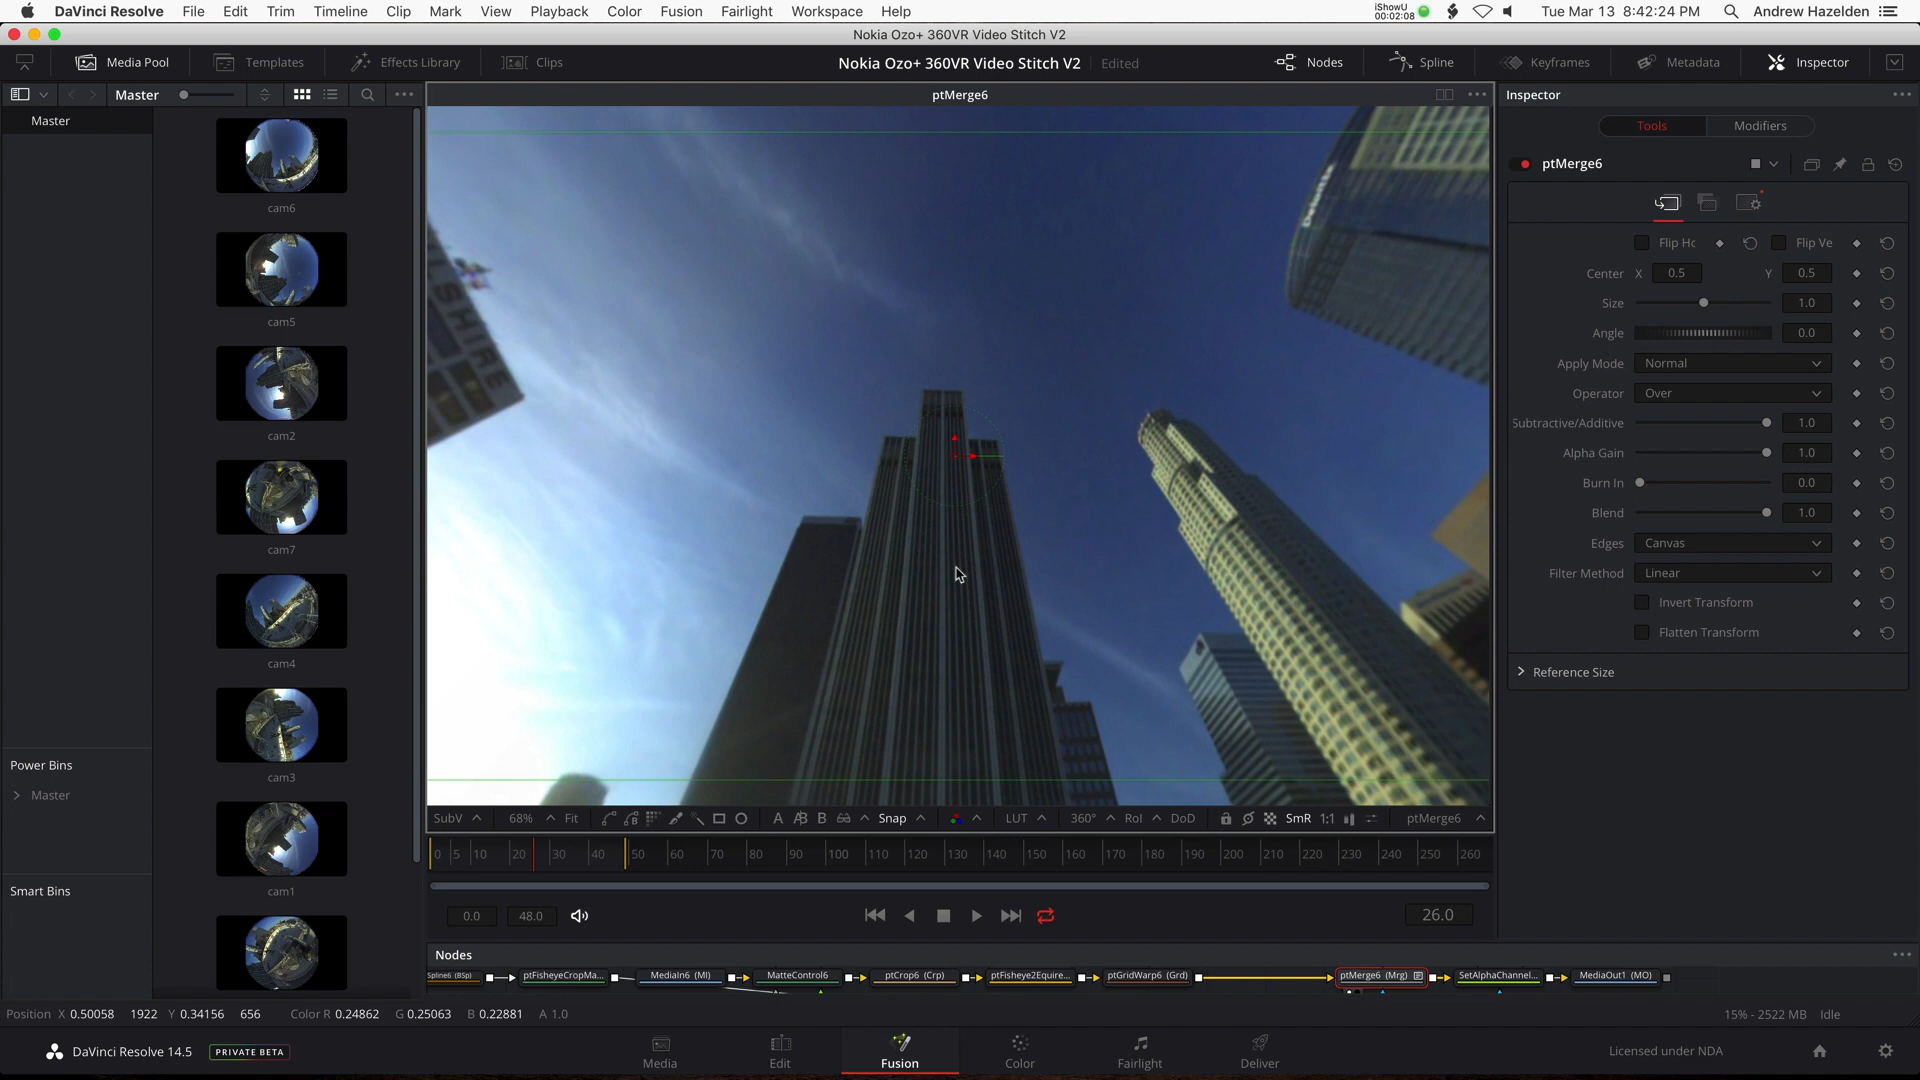 DaVinci Resolve File Edit Trim Timeline Clip Mark View Playback Color Fusion Fairlight Workspace Help iShowU 00:02:08 Tue Mar 13 8:42:24 PM Andrew Hazelden
Nokia Ozo+ 360VR Video Stitch V2
Media Pool Templates Effects Library Clips Nokia Ozo+ 360VR Video Stitch V2 Edited Nodes Spline Keyframes Metadata Inspector
Master ptMerge6 Inspector
Master
Tools Modifiers
ptMerge6
cam6
Flip Hc Flip Ve
Center X 0.5 Y 0.5
Size 1.0
cam5
Angle 0.0
Apply Mode Normal
Operator Over
Subtractive/Additive 1.0
cam2
Alpha Gain 1.0
Burn In 0.0
Blend 1.0
Edges Canvas
cam7
Filter Method Linear
Invert Transform
Flatten Transform
cam4
Reference Size
SHIRE
Power Bins
cam3
Master
SubV 68% Fit A B Snap LUT 360° RoI DoD SmR 1:1 ptMerge6
0 5 10 20 30 40 50 60 70 80 90 100 110 120 130 140 150 160 170 180 190 200 210 220 230 240 250 260
Smart Bins
cam1
0.0 48.0 26.0
Nodes
Spline6 (BSp) ptFisheyeCropMa... MediaIn6 (MI) MatteControl6 ptCrop6 (Crp) ptFisheye2Equire... ptGridWarp6 (Grd) ptMerge6 (Mrg) SetAlphaChannel... MediaOut1 (MO)
Position X 0.50058 1922 Y 0.34156 656 Color R 0.24862 G 0.25063 B 0.22881 A 1.0 15% - 2522 MB Idle
DaVinci Resolve 14.5 PRIVATE BETA Media Edit Fusion Color Fairlight Deliver Licensed under NDA